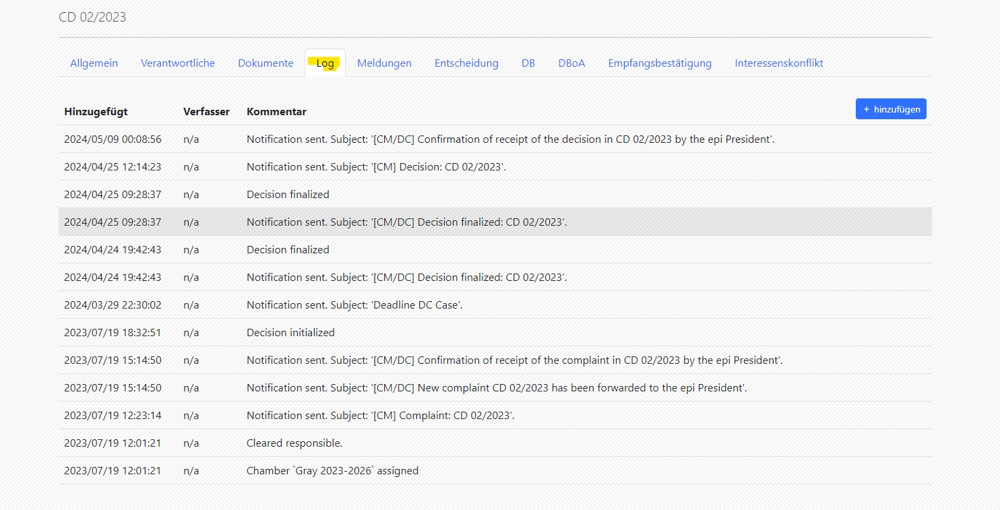 CD 02/2023
Allgemein Verantwortliche Dokumente Log Meldungen Entscheidung DB DBoA Empfangsbestätigung Interessenskonflikt
Hinzugefügt Verfasser Kommentar + hinzufügen
2024/05/09 00:08:56 n/a Notification sent. Subject: '[CM/DC] Confirmation of receipt of the decision in CD 02/2023 by the epi President'.
2024/04/25 12:14:23 n/a Notification sent. Subject: '[CM] Decision: CD 02/2023'.
2024/04/25 09:28:37 n/a Decision finalized
2024/04/25 09:28:37 n/a Notification sent. Subject: '[CM/DC] Decision finalized: CD 02/2023'.
2024/04/24 19:42:43 n/a Decision finalized
2024/04/24 19:42:43 n/a Notification sent. Subject: '[CM/DC] Decision finalized: CD 02/2023'.
2024/03/29 22:30:02 n/a Notification sent. Subject: 'Deadline DC Case'.
2023/07/19 18:32:51 n/a Decision initialized
2023/07/19 15:14:50 n/a Notification sent. Subject: '[CM/DC] Confirmation of receipt of the complaint in CD 02/2023 by the epi President'.
2023/07/19 15:14:50 n/a Notification sent. Subject: '[CM/DC] New complaint CD 02/2023 has been forwarded to the epi President'.
2023/07/19 12:23:14 n/a Notification sent. Subject: '[CM] Complaint: CD 02/2023'.
2023/07/19 12:01:21 n/a Cleared responsible.
2023/07/19 12:01:21 n/a Chamber `Gray 2023-2026` assigned